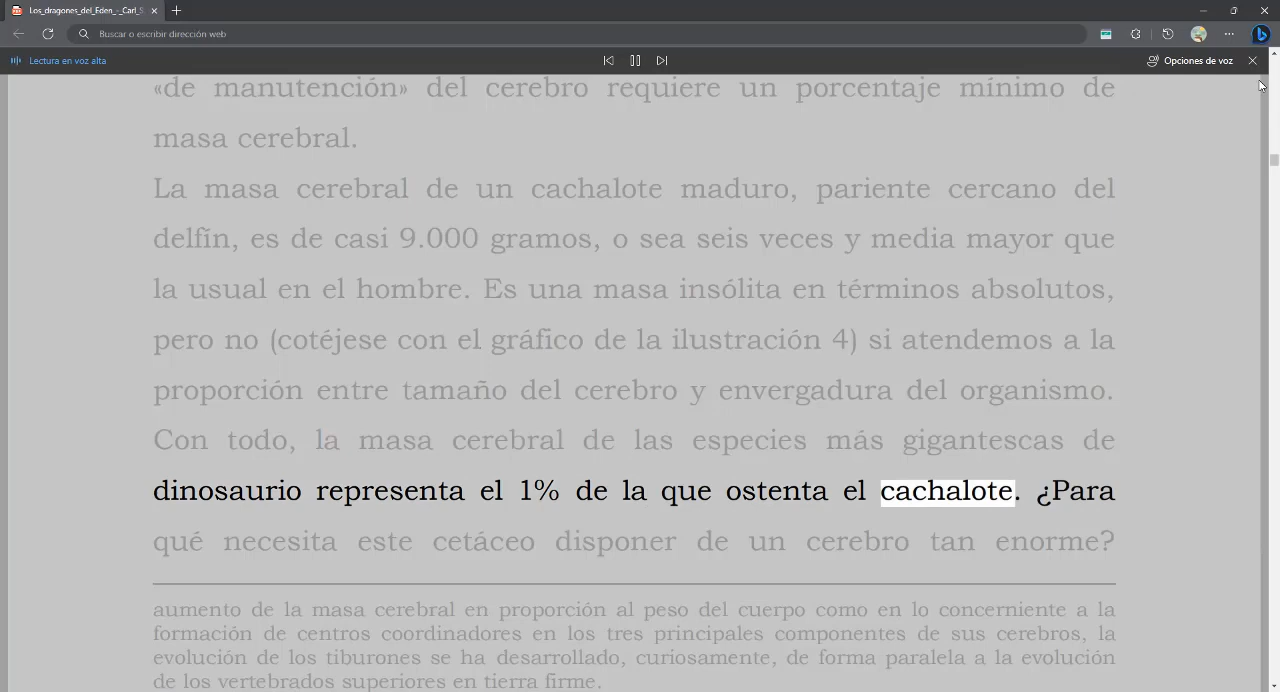 Los_dragones_del_Eden_-_Carl_S
Buscar o escribir dirección web
Lectura en voz alta
Opciones de voz
«de manutención» del cerebro requiere un porcentaje mínimo de
masa cerebral.
La masa cerebral de un cachalote maduro, pariente cercano del
delfín, es de casi 9.000 gramos, o sea seis veces y media mayor que
la usual en el hombre. Es una masa insólita en términos absolutos,
pero no (cotéjese con el gráfico de la ilustración 4) si atendemos a la
proporción entre tamaño del cerebro y envergadura del organismo.
Con todo, la masa cerebral de las especies más gigantescas de
dinosaurio representa el 1% de la que ostenta el cachalote. ¿Para
qué necesita este cetáceo disponer de un cerebro tan enorme?
aumento de la masa cerebral en proporción al peso del cuerpo como en lo concerniente a la
formación de centros coordinadores en los tres principales componentes de sus cerebros, la
evolución de los tiburones se ha desarrollado, curiosamente, de forma paralela a la evolución
de los vertebrados superiores en tierra firme.